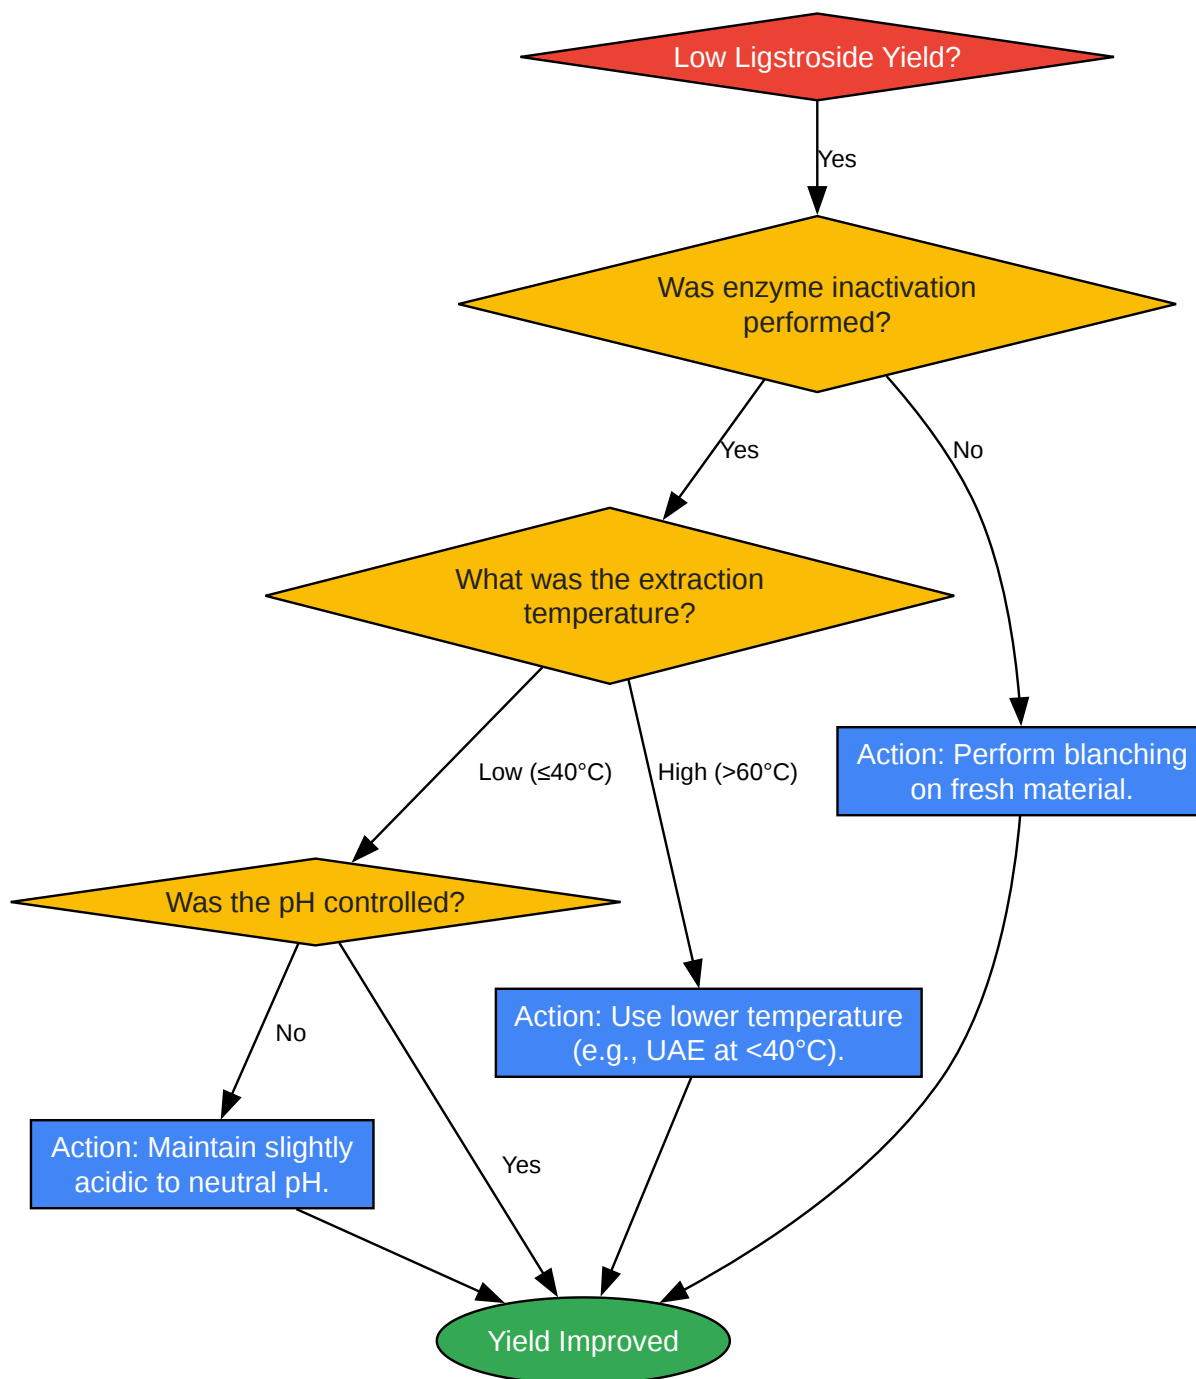 Low Ligstroside Yield?
Yes
Was enzyme inactivation
performed?
Yes
No
What was the extraction
temperature?
Action: Perform blanching
on fresh material.
Low (≤40°C)
High (>60°C)
Was the pH controlled?
Action: Use lower temperature
(e.g., UAE at <40°C).
No
Action: Maintain slightly
acidic to neutral pH.
Yes
Yield Improved